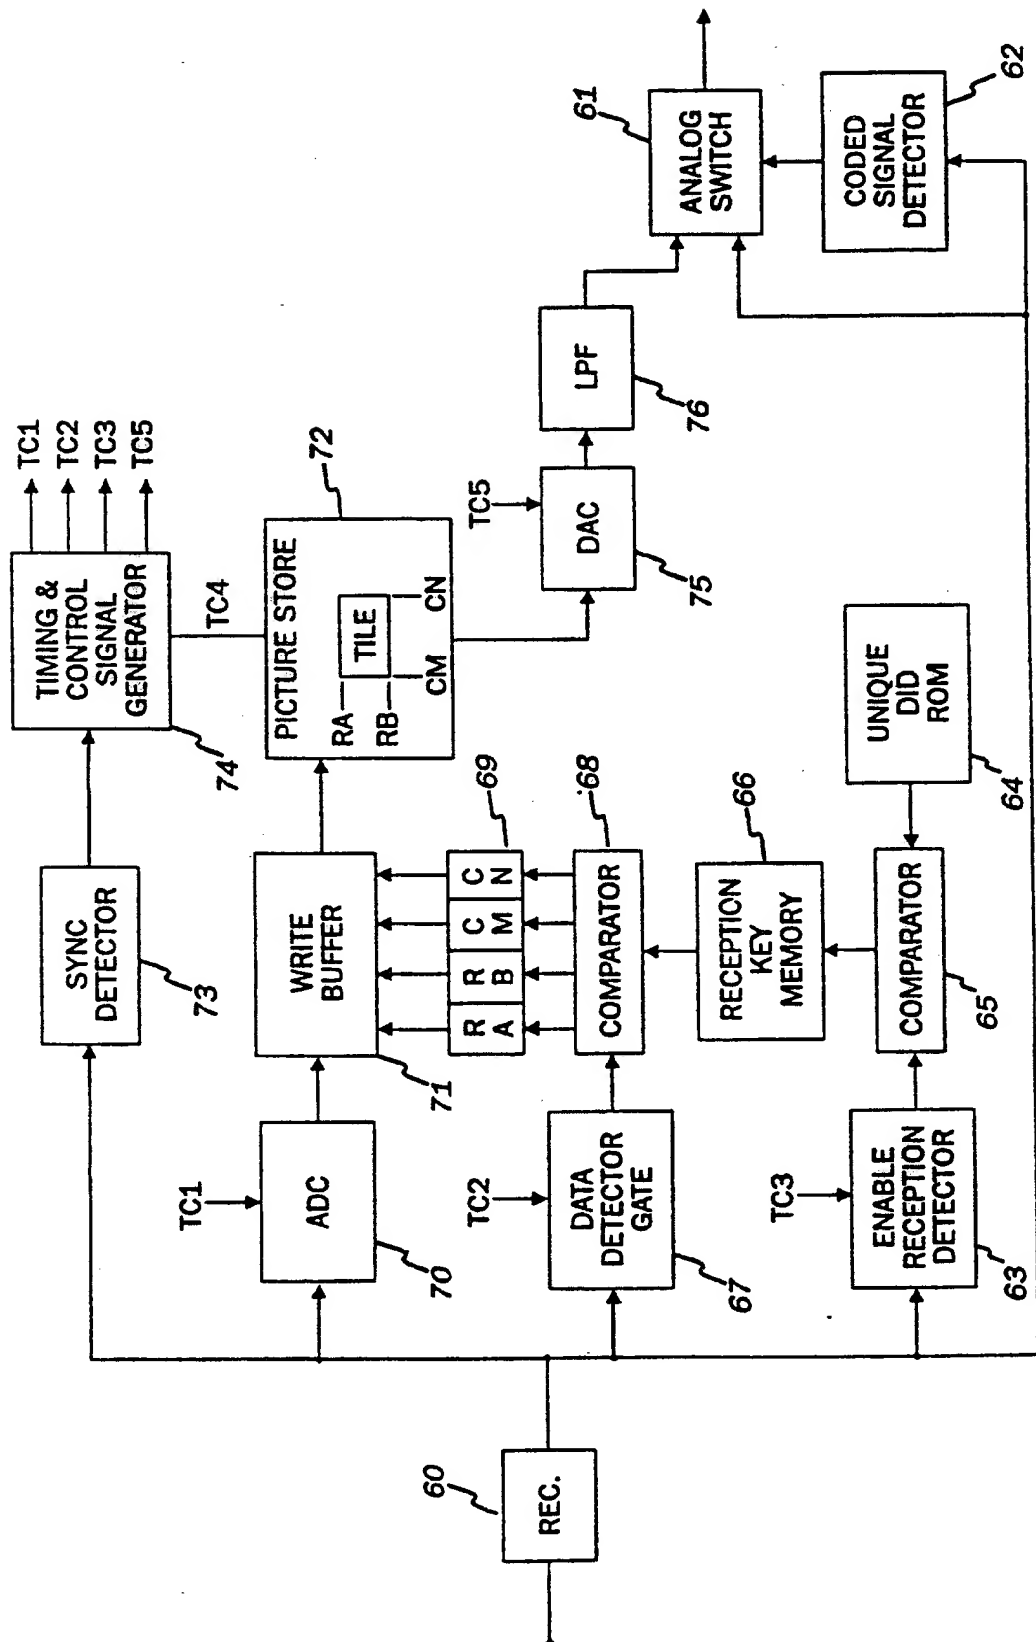 REC.
60
SYNC
DETECTOR
73
TIMING &
CONTROL
SIGNAL
GENERATOR
74
TC1
TC2
TC3
TC5
TC4
TC1
ADC
70
WRITE
BUFFER
71
PICTURE STORE
RA
RB
TILE
CM
CN
72
R
A
R
B
C
M
C
N
69
TC2
DATA
DETECTOR
GATE
67
COMPARATOR
68
RECEPTION
KEY
MEMORY
66
TC5
DAC
75
LPF
76
ANALOG
SWITCH
61
TC3
ENABLE
RECEPTION
DETECTOR
63
COMPARATOR
65
UNIQUE
DID
ROM
64
CODED
SIGNAL
DETECTOR
62